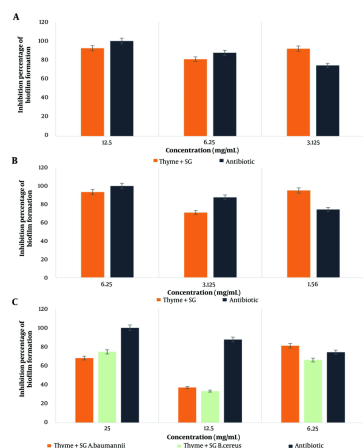 A
Inhibition percentage of
biofilm formation
120
100
80
60
40
20
0
12.5
6.25
3.125
Concentration (mg/mL)
Thyme + SG
Antibiotic
B
Inhibition percentage of
biofilm formation
120
100
80
60
40
20
0
6.25
3.125
1.56
Concentration (mg/mL)
Thyme + SG
Antibiotic
C
Inhibition percentage of
biofilm formation
120
100
80
60
40
20
0
25
12.5
6.25
Concentration (mg/mL)
Thyme + SG A.baumannii
Thyme + SG B.cereus
Antibiotic